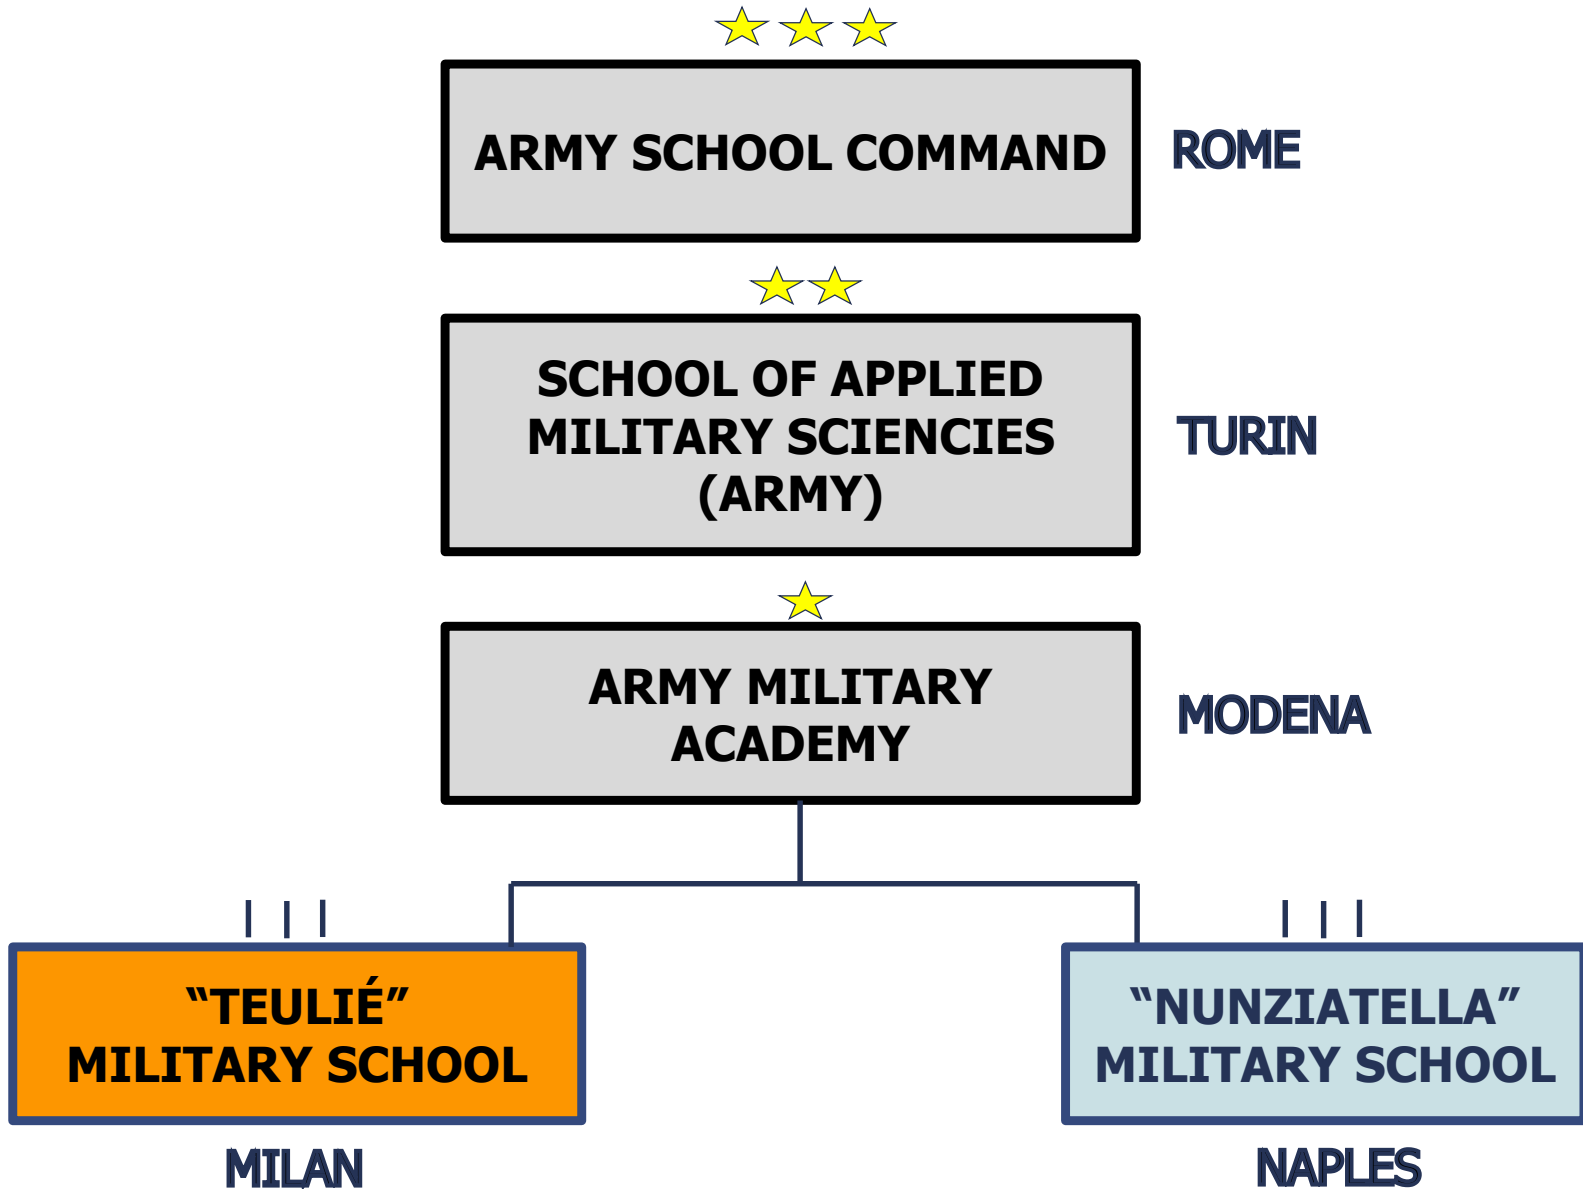 ARMY SCHOOL COMMAND
ROME
SCHOOL OF APPLIED
MILITARY SCIENCIES
(ARMY)
TURIN
ARMY MILITARY
ACADEMY
MODENA
“TEULIÉ”
MILITARY SCHOOL
MILAN
“NUNZIATELLA”
MILITARY SCHOOL
NAPLES